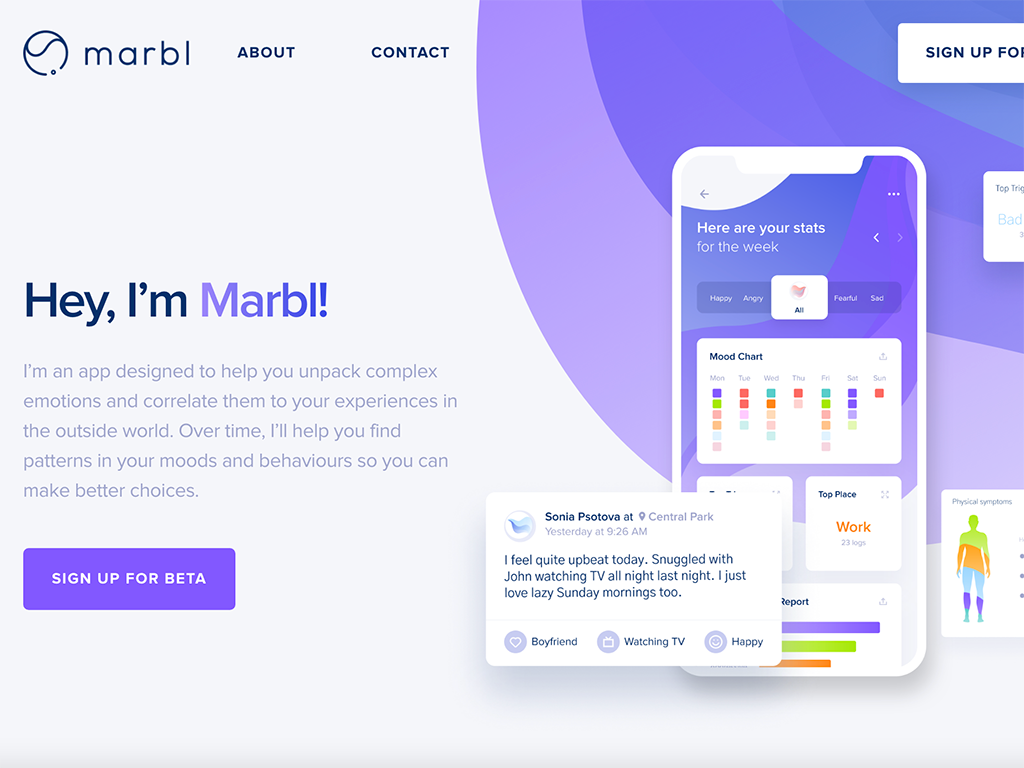 marbl
ABOUT
CONTACT
SIGN UP FOR
Hey, I'm Marbl!
I'm an app designed to help you unpack complex
emotions and correlate them to your experiences in
the outside world. Over time, I'll help you find
patterns in your moods and behaviours so you can
make better choices.
SIGN UP FOR BETA
Here are your stats
for the week
Happy
Angry
All
Fearful
Sad
Mood Chart
Mon Tue Wed Thu Fri Sat Sun
Top Place
Work
23 logs
Report
Sonia Psotova at Central Park
Yesterday at 9:26 AM
I feel quite upbeat today. Snuggled with
John watching TV all night last night. I just
love lazy Sunday mornings too.
Boyfriend
Watching TV
Happy
Top Trig
Bad
3
Physical symptoms